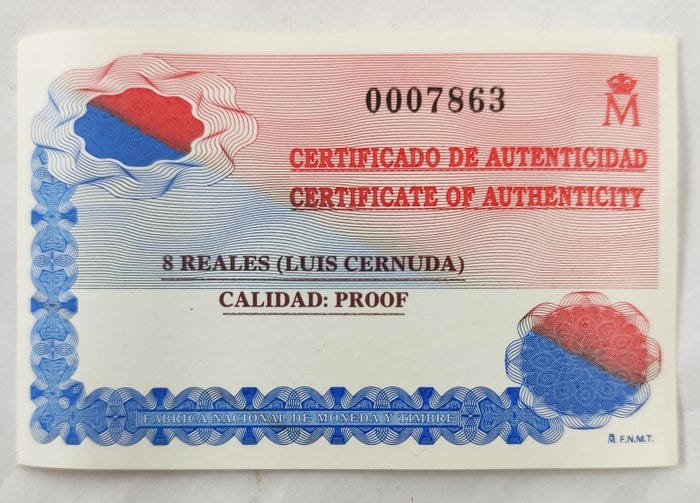 0007863
M
CERTIFICADO DE AUTENTICIDAD
CERTIFICATE OF AUTHENTICITY
8 REALES (LUIS CERNUDA)
CALIDAD: PROOF
FABRICA NACIONAL DE MONEDA Y TIMBRE
M F.N.M.T.